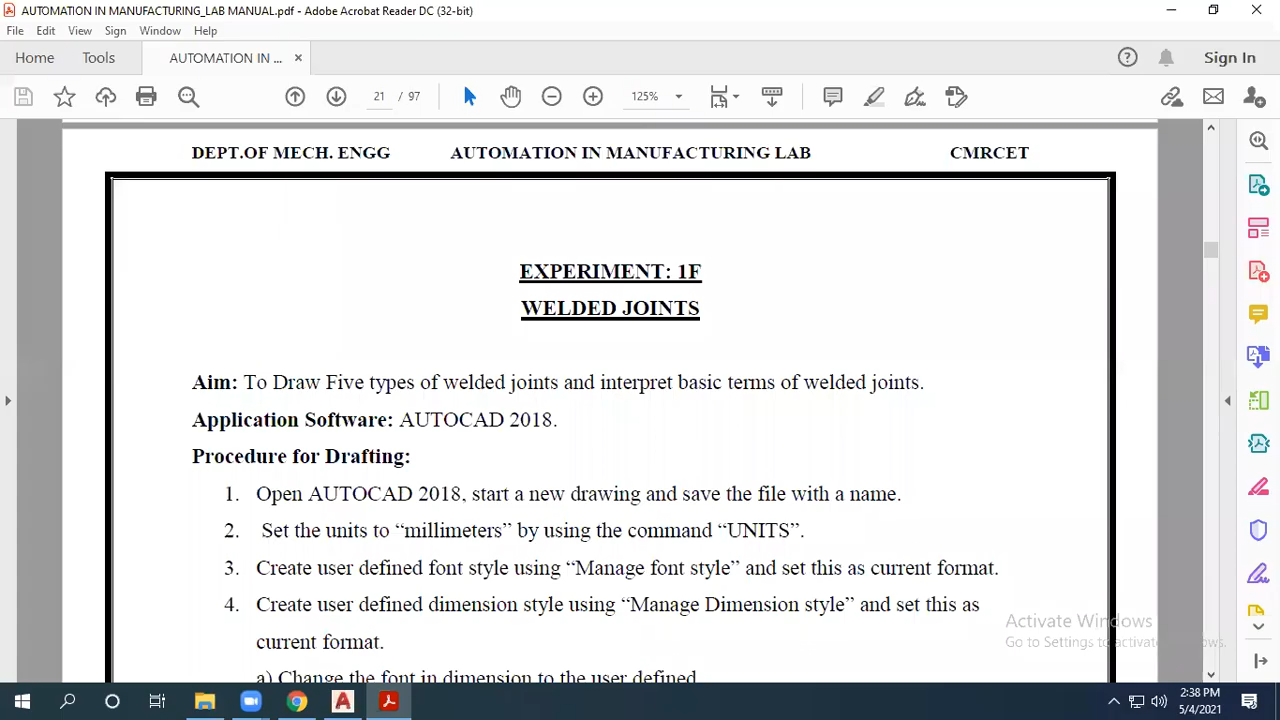 AUTOMATION IN MANUFACTURING_LAB MANUAL.pdf - Adobe Acrobat Reader DC (32-bit)
File Edit View Sign Window Help
Home Tools AUTOMATION IN ... × Sign In
21 / 97 125%
DEPT.OF MECH. ENGG AUTOMATION IN MANUFACTURING LAB CMRCET
EXPERIMENT: 1F
WELDED JOINTS
Aim: To Draw Five types of welded joints and interpret basic terms of welded joints.
Application Software: AUTOCAD 2018.
Procedure for Drafting:
1. Open AUTOCAD 2018, start a new drawing and save the file with a name.
2. Set the units to “millimeters” by using the command “UNITS”.
3. Create user defined font style using “Manage font style” and set this as current format.
4. Create user defined dimension style using “Manage Dimension style” and set this as
current format.
a) Change the font in dimension to the user defined
Activate Windows
Go to Settings to activate Windows.
2:38 PM
5/4/2021